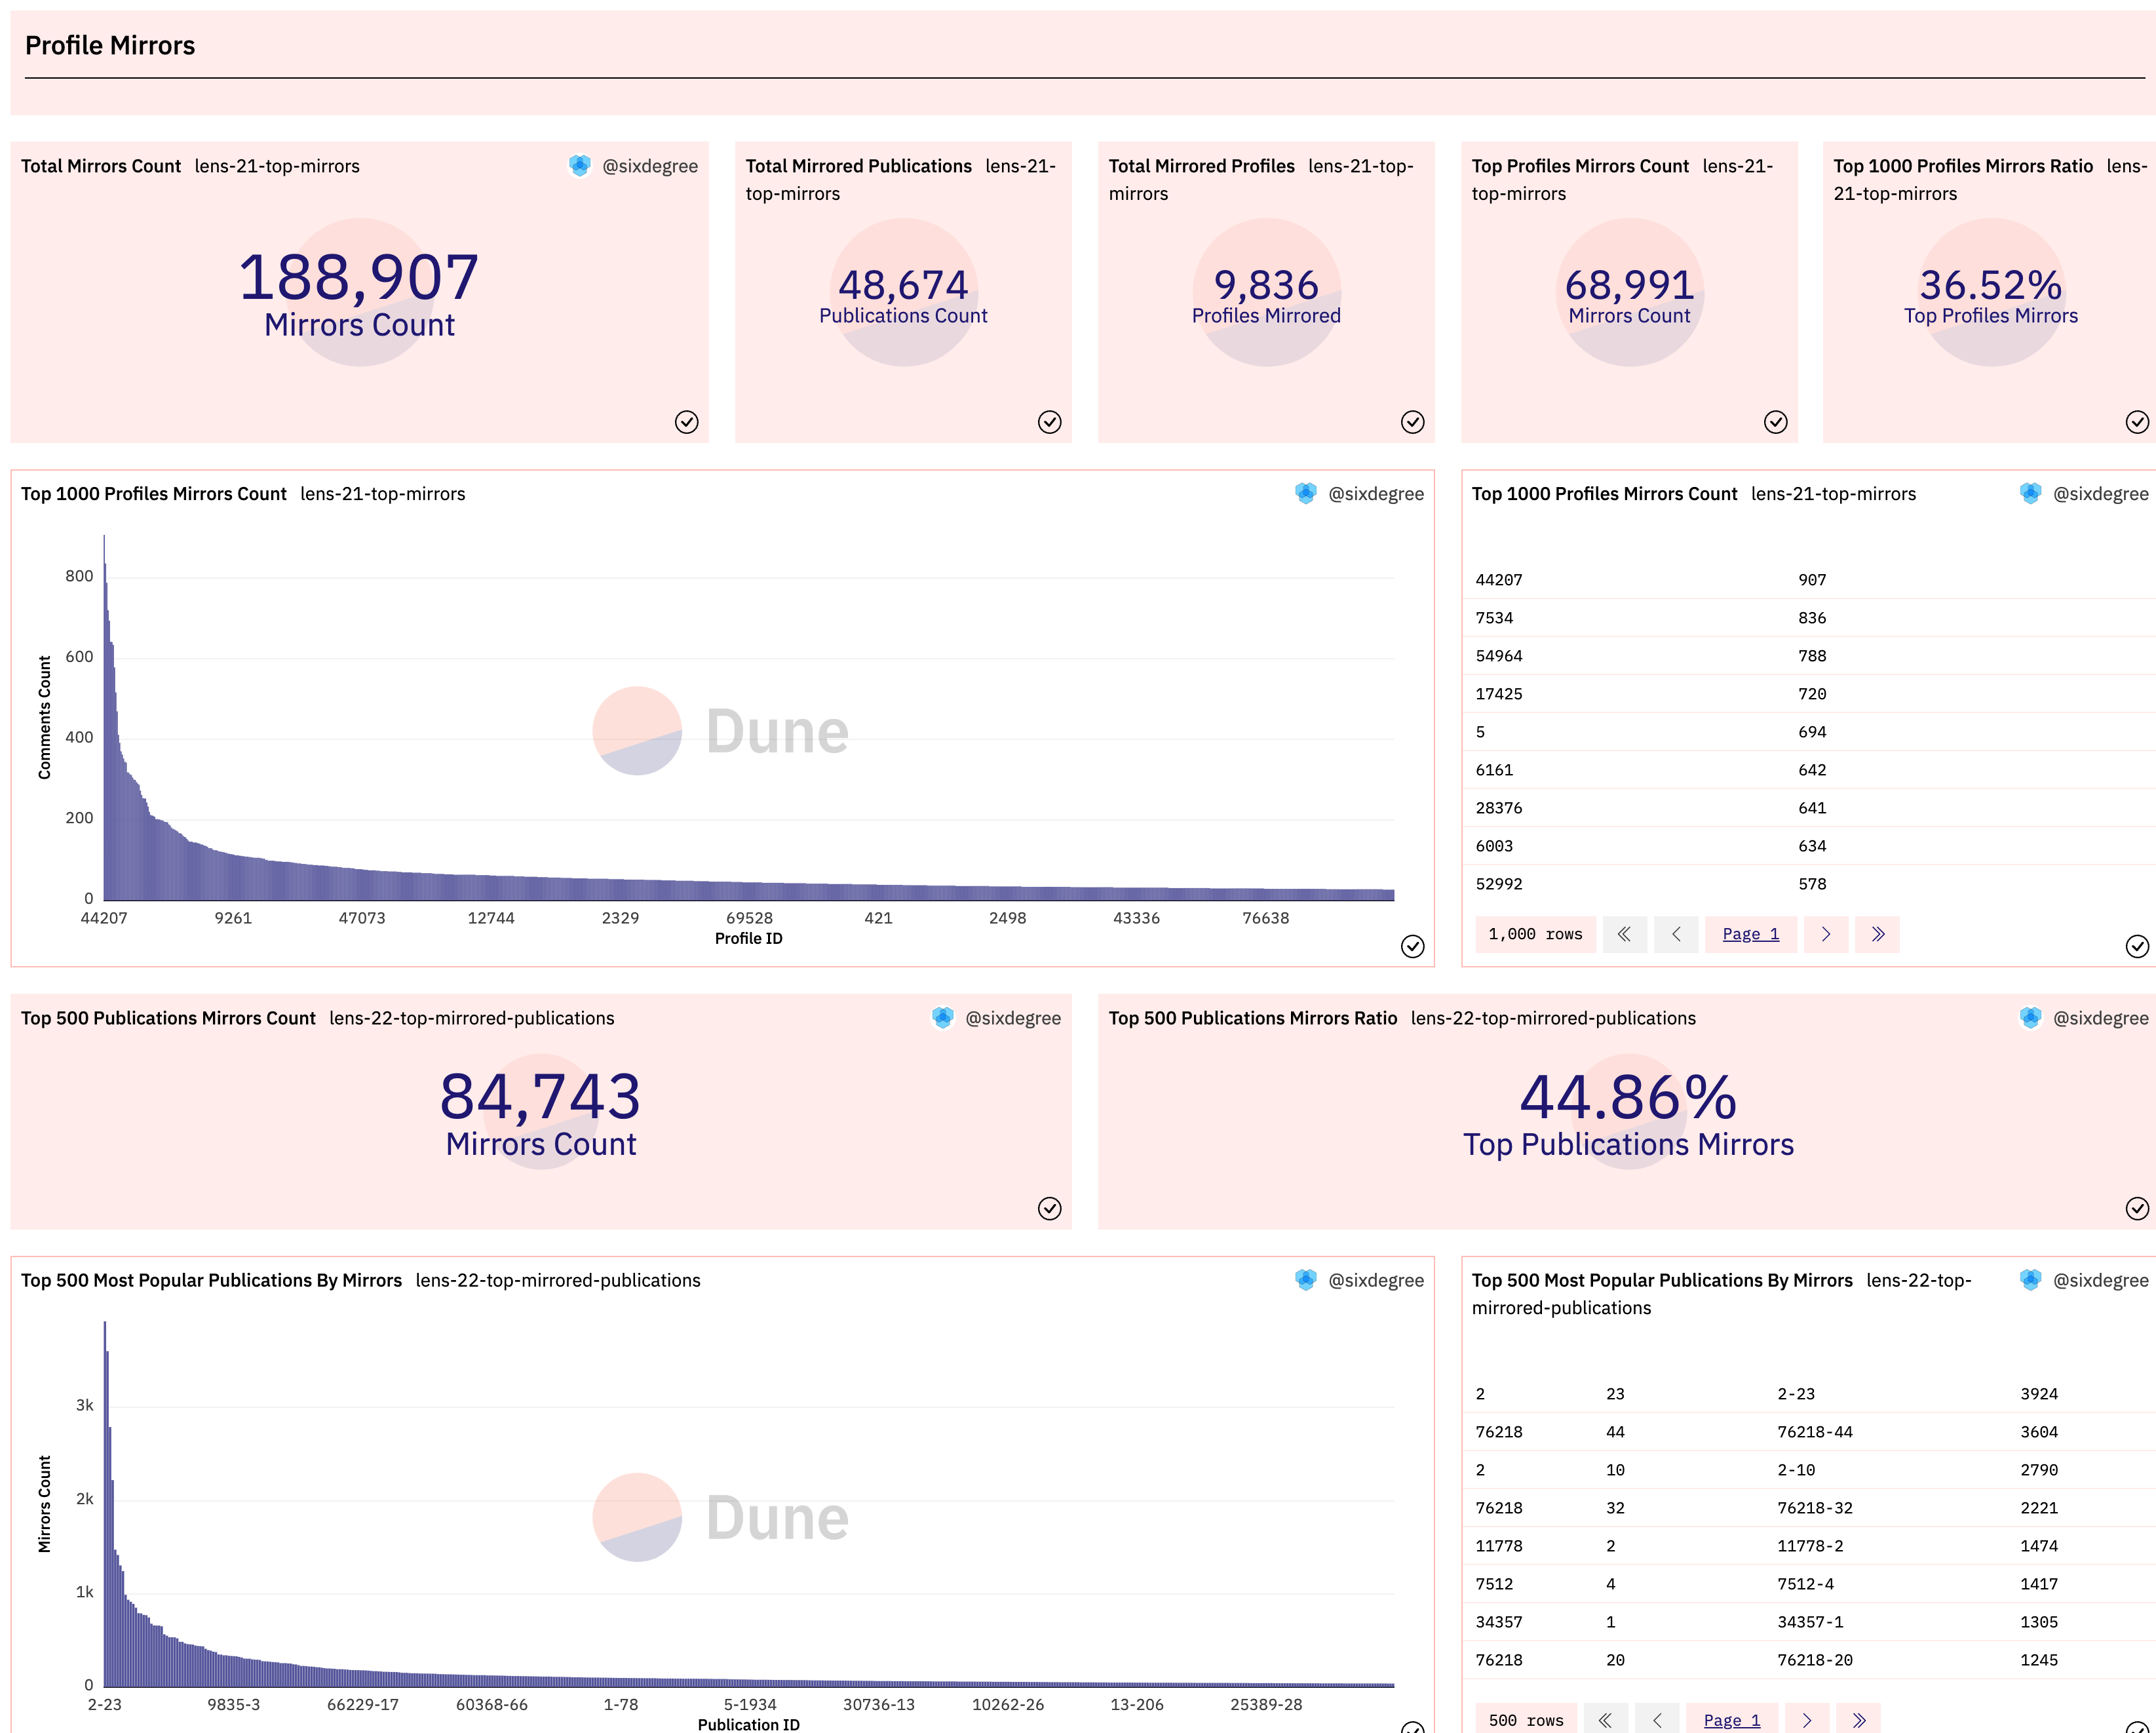 Profile Mirrors
Total Mirrors Count lens-21-top-mirrors @sixdegree
188,907
Mirrors Count
Total Mirrored Publications lens-21-
top-mirrors
48,674
Publications Count
Total Mirrored Profiles lens-21-top-
mirrors
9,836
Profiles Mirrored
Top Profiles Mirrors Count lens-21-
top-mirrors
68,991
Mirrors Count
Top 1000 Profiles Mirrors Ratio lens-
21-top-mirrors
36.52%
Top Profiles Mirrors
Top 1000 Profiles Mirrors Count lens-21-top-mirrors @sixdegree
Comments Count
800
600
400
200
0
Dune
44207 9261 47073 12744 2329 69528 421 2498 43336 76638
Profile ID
Top 1000 Profiles Mirrors Count lens-21-top-mirrors @sixdegree
44207 907
7534 836
54964 788
17425 720
5 694
6161 642
28376 641
6003 634
52992 578
1,000 rows Page 1
Top 500 Publications Mirrors Count lens-22-top-mirrored-publications @sixdegree
84,743
Mirrors Count
Top 500 Publications Mirrors Ratio lens-22-top-mirrored-publications @sixdegree
44.86%
Top Publications Mirrors
Top 500 Most Popular Publications By Mirrors lens-22-top-mirrored-publications @sixdegree
Mirrors Count
3k
2k
1k
0
Dune
2-23 9835-3 66229-17 60368-66 1-78 5-1934 30736-13 10262-26 13-206 25389-28
Publication ID
Top 500 Most Popular Publications By Mirrors lens-22-top- @sixdegree
mirrored-publications
2 23 2-23 3924
76218 44 76218-44 3604
2 10 2-10 2790
76218 32 76218-32 2221
11778 2 11778-2 1474
7512 4 7512-4 1417
34357 1 34357-1 1305
76218 20 76218-20 1245
500 rows Page 1